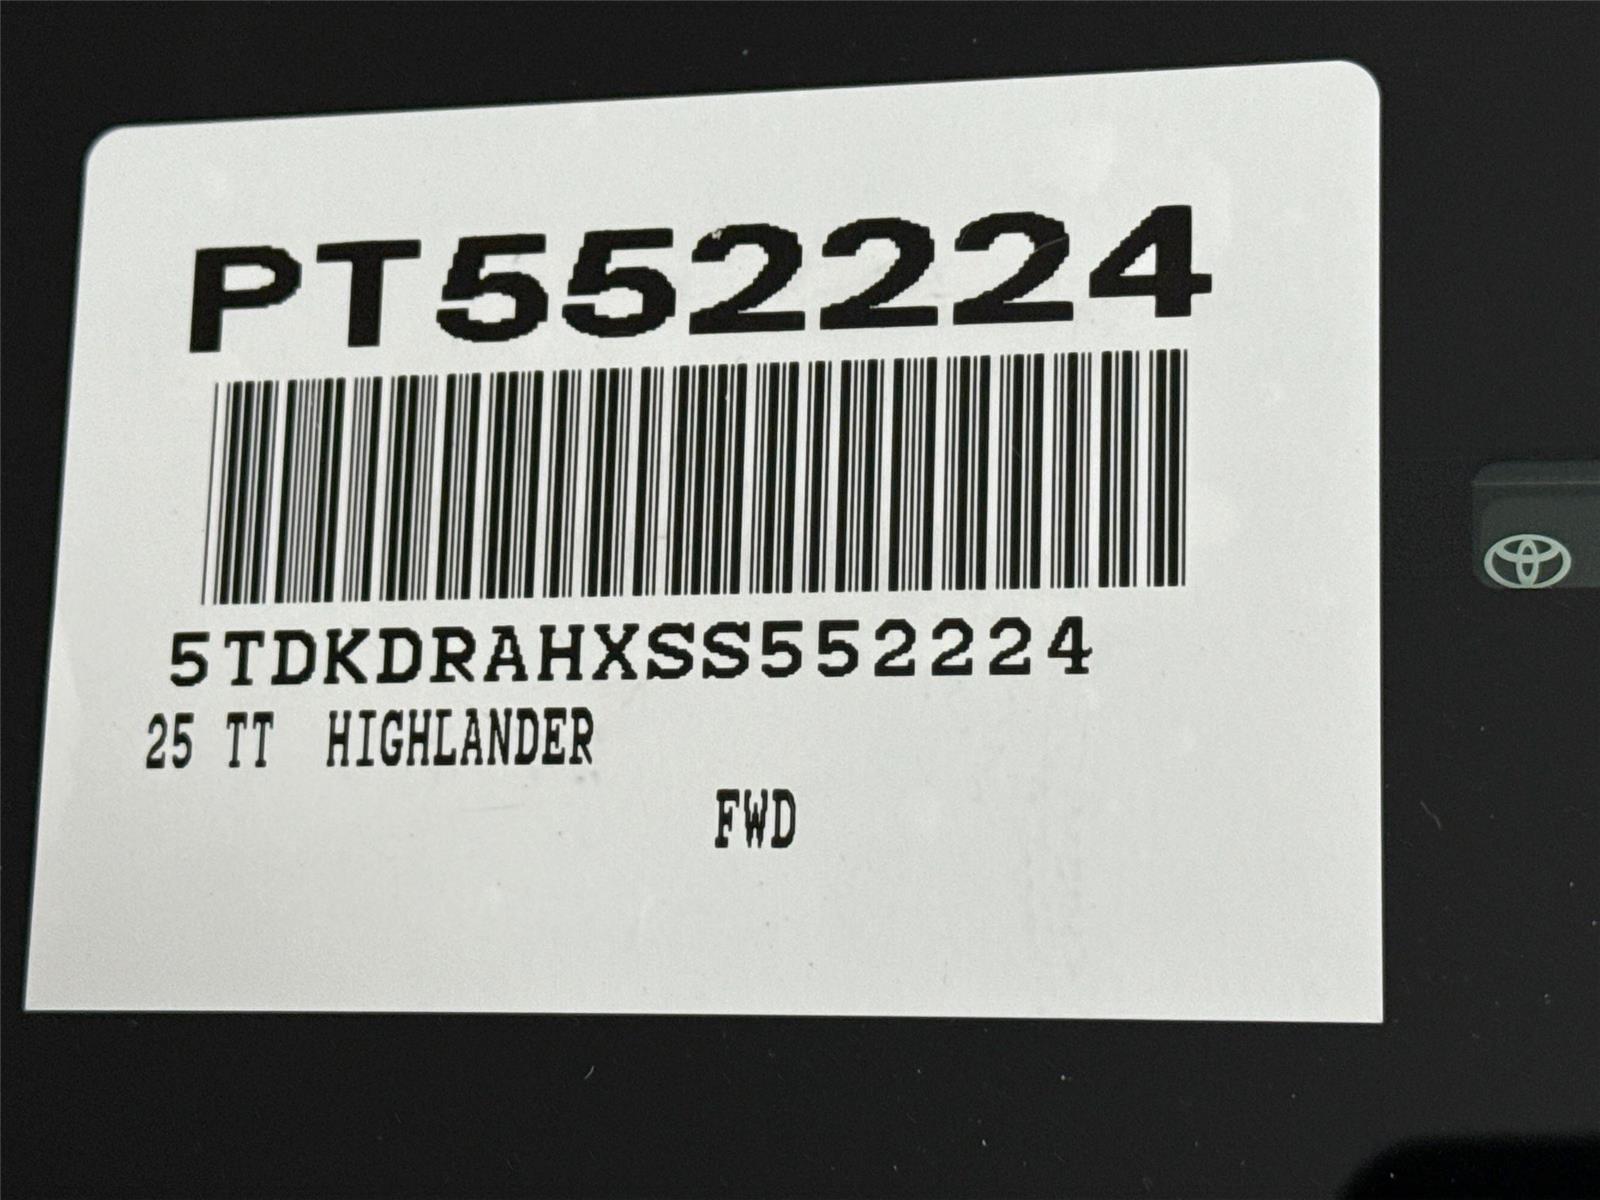 PT552224
5TDKDRAHXSS552224
25 TT HIGHLANDER
FWD